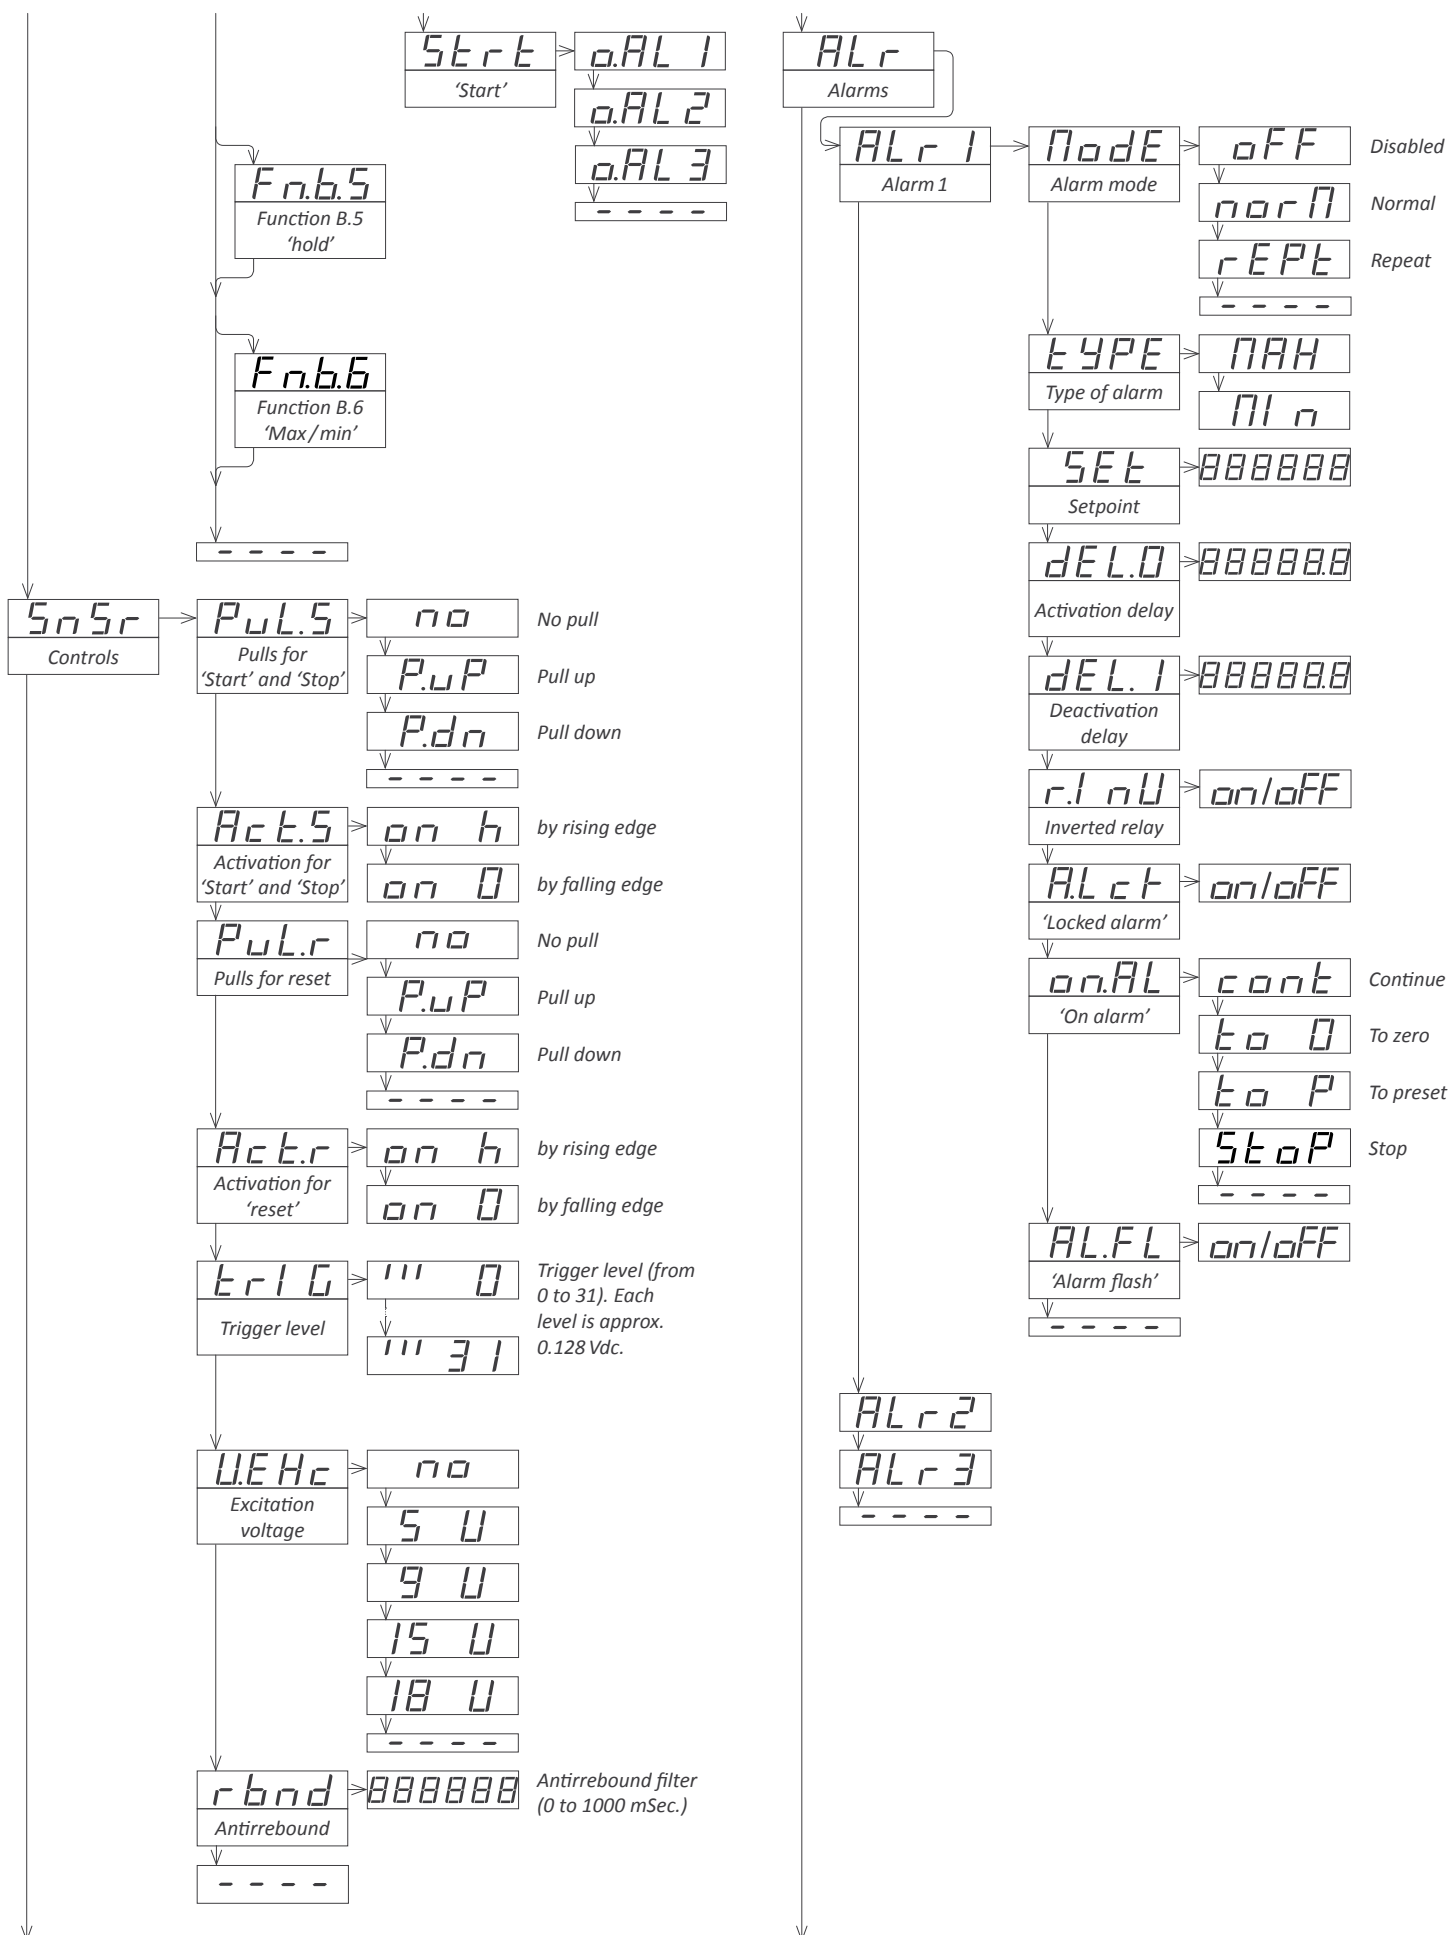 Strt
'Start'
o.AL 1
o.AL 2
o.AL 3
- - - -
Fn.b.5
Function B.5
'hold'
Fn.b.6
Function B.6
'Max/min'
- - - -
SnSr
Controls
PuL.S
Pulls for
'Start' and 'Stop'
no
No pull
P.uP
Pull up
P.dn
Pull down
- - - -
Act.S
Activation for
'Start' and 'Stop'
on h
by rising edge
on 0
by falling edge
PuL.r
Pulls for reset
no
No pull
P.uP
Pull up
P.dn
Pull down
- - - -
Act.r
Activation for
'reset'
on h
by rising edge
on 0
by falling edge
trIG
Trigger level
''' 0
''' 31
Trigger level (from
0 to 31). Each
level is approx.
0.128 Vdc.
U.EHc
Excitation
voltage
no
5 U
9 U
15 U
18 U
- - - -
rbnd
Antirrebound
888888
Antirrebound filter
(0 to 1000 mSec.)
- - - -
ALr
Alarms
ALr1
Alarm 1
ModE
Alarm mode
oFF
Disabled
norM
Normal
rEPt
Repeat
- - - -
tYPE
Type of alarm
MAH
MIn
SEt
Setpoint
888888
dEL.0
Activation delay
88888.8
dEL.1
Deactivation
delay
88888.8
r.InU
Inverted relay
on/oFF
A.Lck
'Locked alarm'
on/oFF
on.AL
'On alarm'
cont
Continue
to 0
To zero
to P
To preset
StoP
Stop
- - - -
AL.FL
'Alarm flash'
on/oFF
- - - -
ALr2
ALr3
- - - -